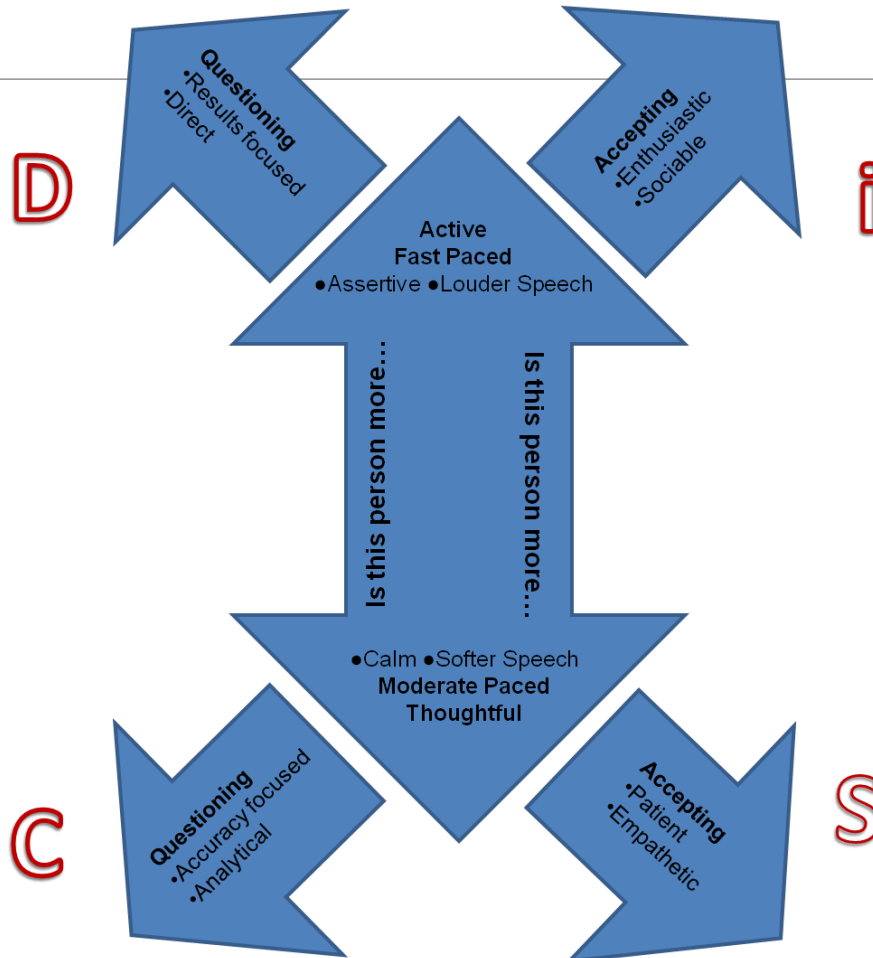 Questioning
•Results focused
•Direct
Accepting
•Enthusiastic
•Sociable
D
i
Active
Fast Paced
●Assertive ●Louder Speech
Is this person more...
Is this person more...
●Calm ●Softer Speech
Moderate Paced
Thoughtful
Questioning
•Accuracy focused
•Analytical
Accepting
•Patient
•Empathetic
C
S